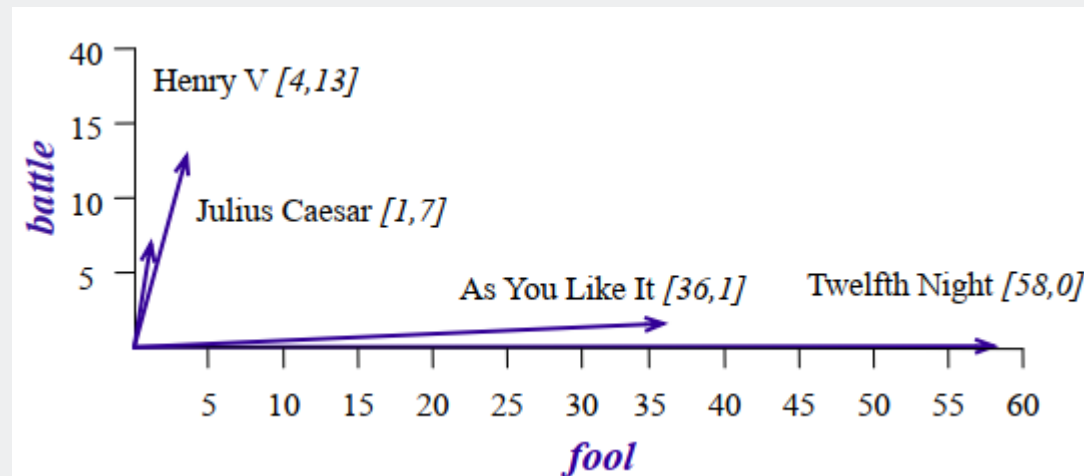 40
Henry V [4,13]
15
battle
10
Julius Caesar [1,7]
5
As You Like It [36,1]
Twelfth Night [58,0]
5 10 15 20 25 30 35 40 45 50 55 60
fool